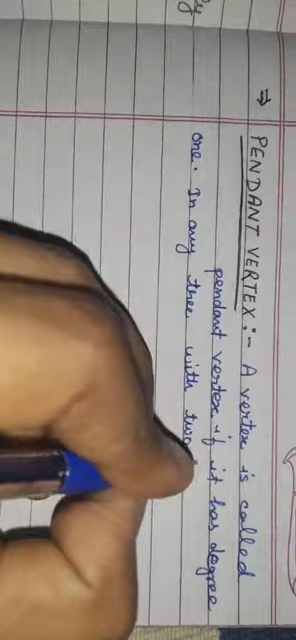 ⇒ PENDANT VERTEX :- A vertex is called
pendant vertex if it has degree
one. In any tree with two